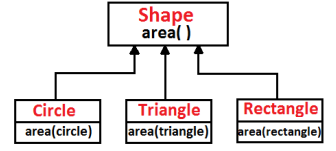 Shape
area( )
Circle
area(circle)
Triangle
area(triangle)
Rectangle
area(rectangle)